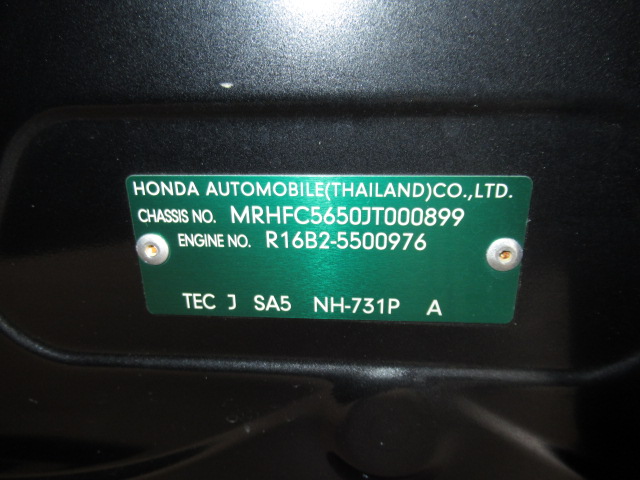 HONDA AUTOMOBILE(THAILAND)CO.,LTD.
CHASSIS NO. MRHFC5650JT000899
ENGINE NO. R16B2-5500976
TEC J SA5 NH-731P A